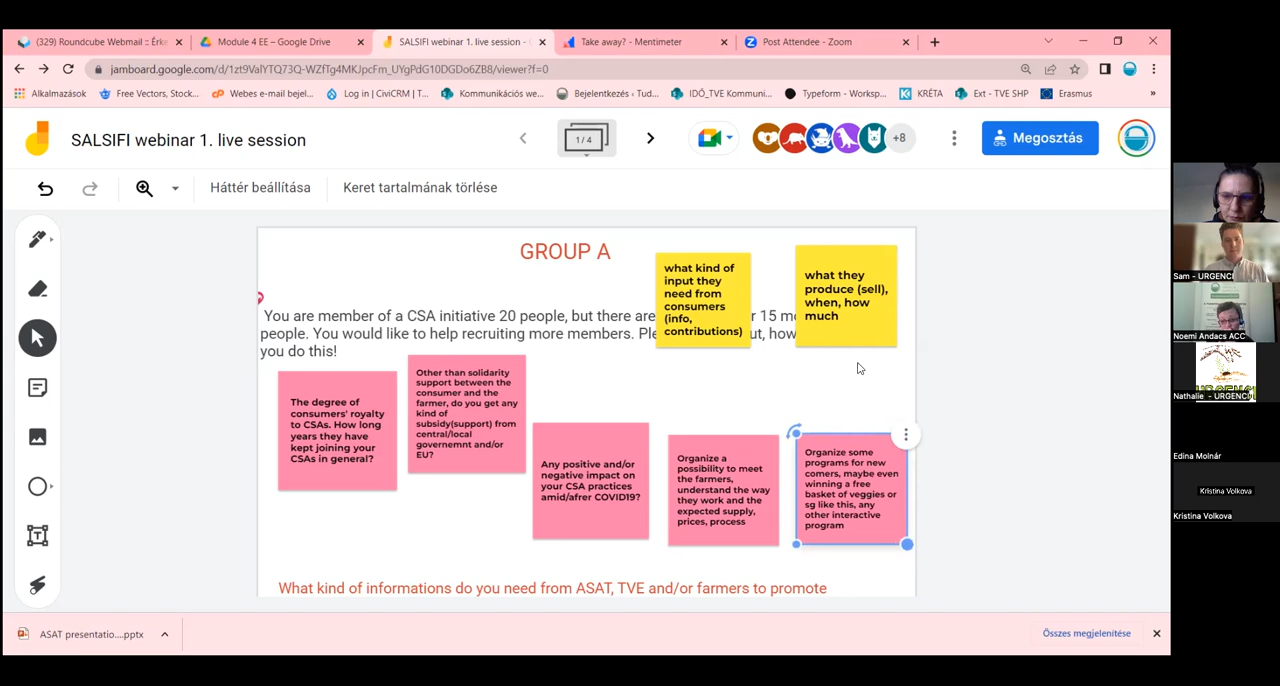 (329) Roundcube Webmail :: Érke
Module 4 EE – Google Drive
SALSIFI webinar 1. live session -
Take away? - Mentimeter
Post Attendee - Zoom
jamboard.google.com/d/1zt9ValYTQ73Q-WZfTg4MKJpcFm_UYgPdG10DGDo6ZB8/viewer?f=0
Alkalmazások
Free Vectors, Stock...
Webes e-mail bejel...
Log in | CiviCRM | T...
Kommunikációs we...
Bejelentkezés ‹ Tud...
IDŐ_TVE Kommuni...
Typeform - Worksp...
KRÉTA
Ext - TVE SHP
Erasmus
SALSIFI webinar 1. live session
1 / 4
+8
Megosztás
Háttér beállítása
Keret tartalmának törlése
GROUP A
what kind of
input they
need from
consumers
(info,
contributions)
what they
produce (sell),
when, how
much
You are member of a CSA initiative 20 people, but there are
r 15 mo
people. You would like to help recruiting more members. Ple
ut, how
you do this!
The degree of
consumers' royalty
to CSAs. How long
years they have
kept joining your
CSAs in general?
Other than solidarity
support between the
consumer and the
farmer, do you get any
kind of
subsidy(support) from
central/local
governemnt and/or
EU?
Any positive and/or
negative impact on
your CSA practices
amid/afrer COVID19?
Organize a
possibility to meet
the farmers,
understand the way
they work and the
expected supply,
prices, process
Organize some
programs for new
comers, maybe even
winning a free
basket of veggies or
sg like this, any
other interactive
program
What kind of informations do you need from ASAT, TVE and/or farmers to promote
ASAT presentatio....pptx
Összes megjelenítése
Sam - URGENCI
Noemi Andacs ACC
Nathalie - URGENCI
Edina Molnár
Kristina Volkova
Kristina Volkova